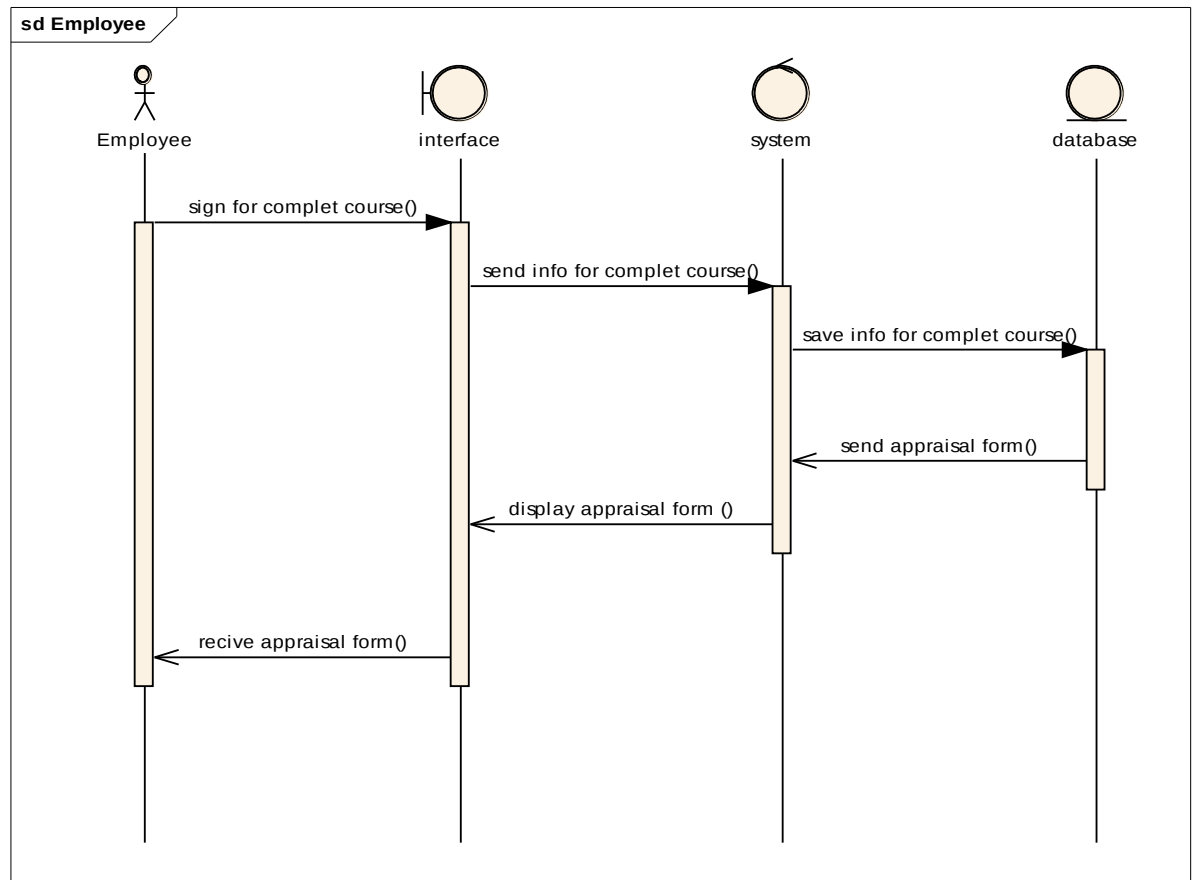 sd Employee
Employee
interface
system
database
sign for complet course()
send info for complet course()
save info for complet course()
send appraisal form()
display appraisal form ()
recive appraisal form()